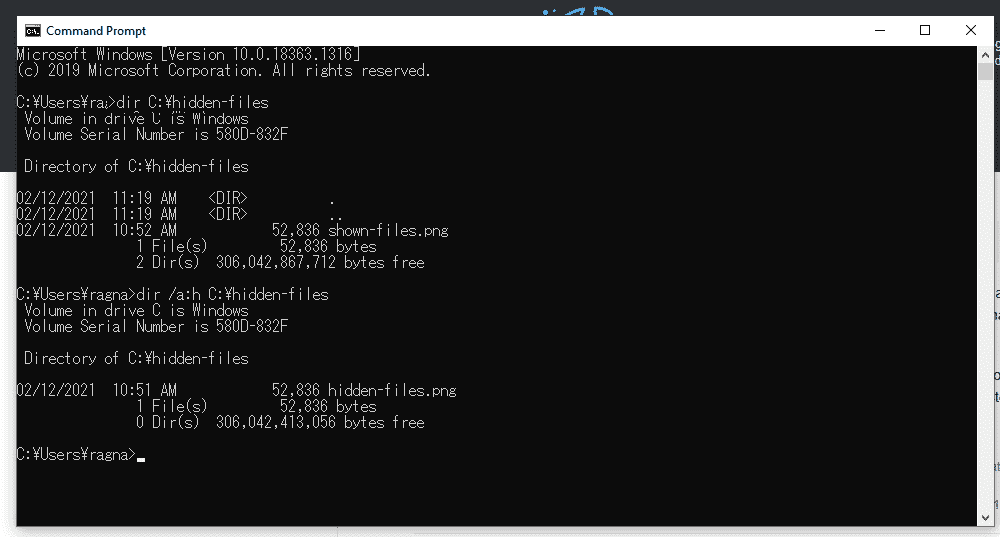 Command Prompt
Microsoft Windows [Version 10.0.18363.1316]
(c) 2019 Microsoft Corporation. All rights reserved.
C:¥Users¥ra>dir C:¥hidden-files
Volume in drive C is Windows
Volume Serial Number is 580D-832F
Directory of C:¥hidden-files
02/12/2021 11:19 AM <DIR> .
02/12/2021 11:19 AM <DIR> ..
02/12/2021 10:52 AM 52,836 shown-files.png
1 File(s) 52,836 bytes
2 Dir(s) 306,042,867,712 bytes free
C:¥Users¥ragna>dir /a:h C:¥hidden-files
Volume in drive C is Windows
Volume Serial Number is 580D-832F
Directory of C:¥hidden-files
02/12/2021 10:51 AM 52,836 hidden-files.png
1 File(s) 52,836 bytes
0 Dir(s) 306,042,413,056 bytes free
C:¥Users¥ragna>